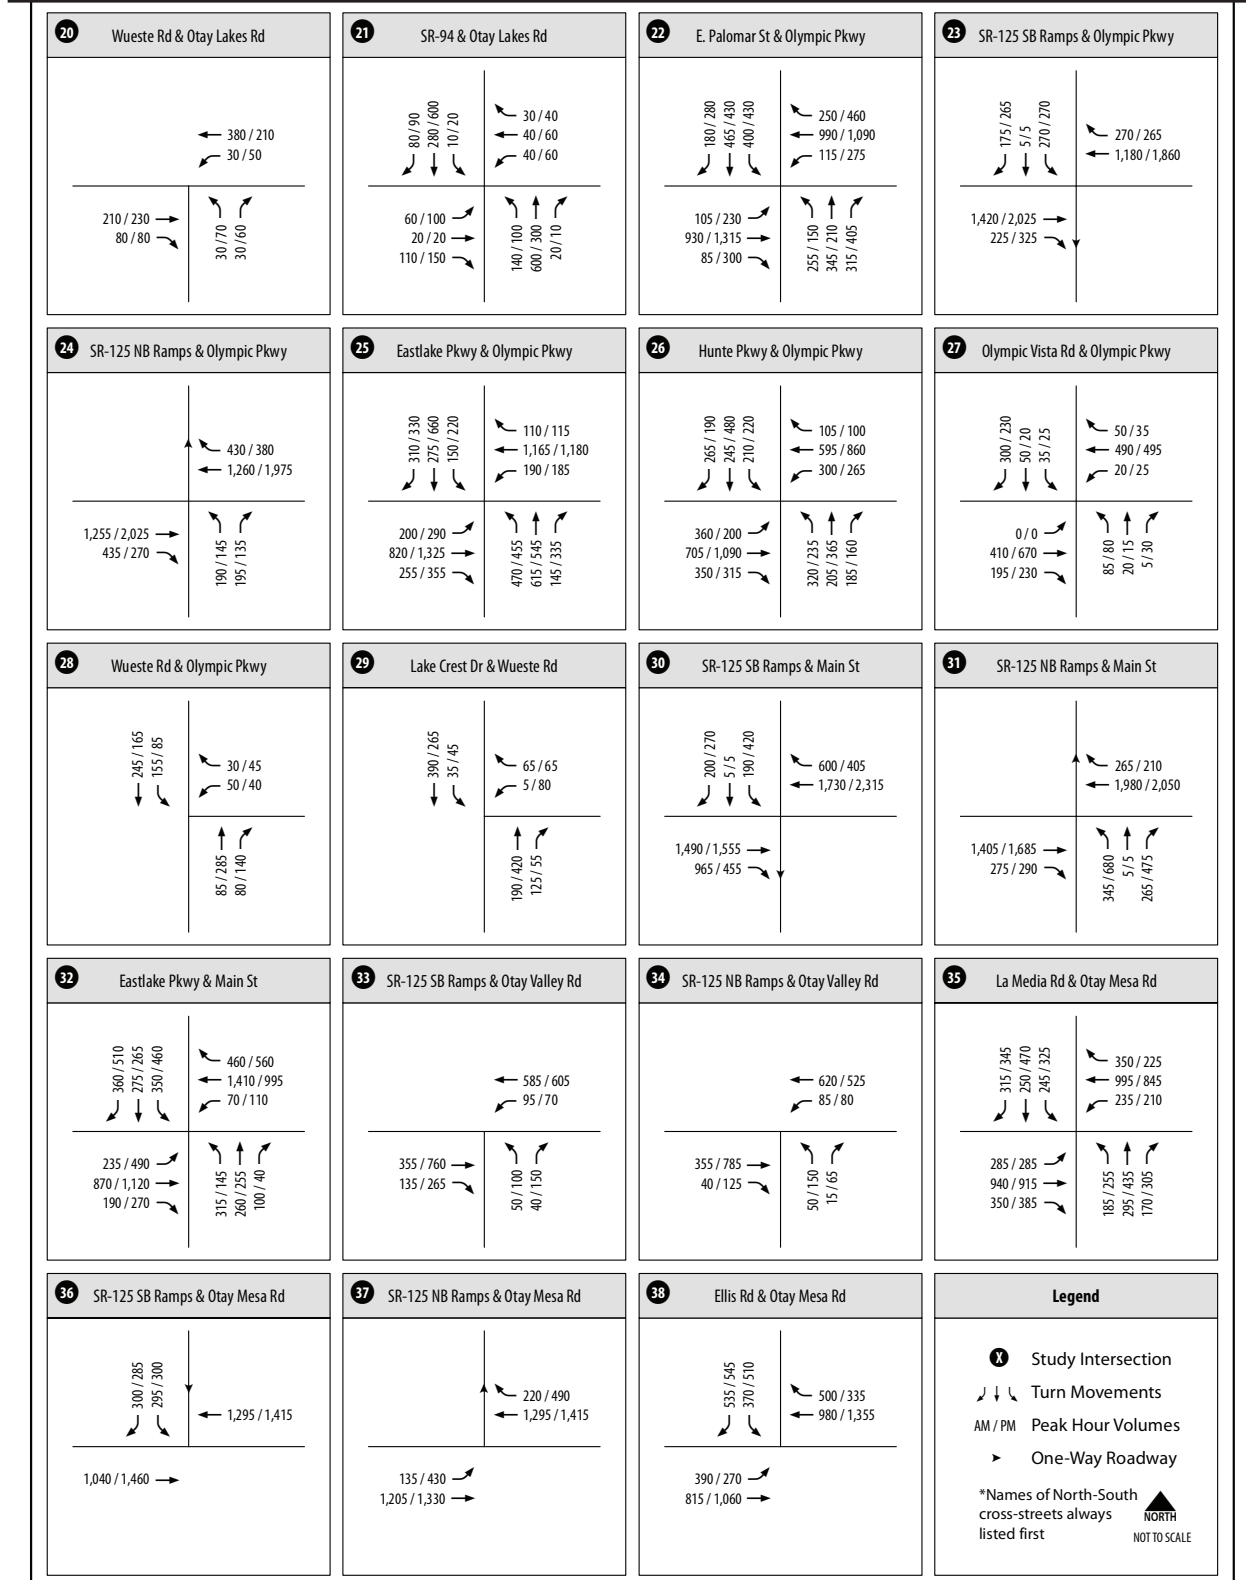 20 Wueste Rd & Otay Lakes Rd
380 / 210
30 / 50
210 / 230
80 / 80
30 / 70
30 / 60
21 SR-94 & Otay Lakes Rd
80 / 90
280 / 600
10 / 20
30 / 40
40 / 60
40 / 60
60 / 100
20 / 20
110 / 150
140 / 100
600 / 300
20 / 10
22 E. Palomar St & Olympic Pkwy
180 / 280
465 / 430
400 / 430
250 / 460
990 / 1,090
115 / 275
105 / 230
930 / 1,315
85 / 300
255 / 150
345 / 210
315 / 405
23 SR-125 SB Ramps & Olympic Pkwy
175 / 265
5 / 5
270 / 270
270 / 265
1,180 / 1,860
1,420 / 2,025
225 / 325
24 SR-125 NB Ramps & Olympic Pkwy
430 / 380
1,260 / 1,975
1,255 / 2,025
435 / 270
190 / 145
195 / 135
25 Eastlake Pkwy & Olympic Pkwy
310 / 330
275 / 660
150 / 220
110 / 115
1,165 / 1,180
190 / 185
200 / 290
820 / 1,325
255 / 355
470 / 455
615 / 545
145 / 335
26 Hunte Pkwy & Olympic Pkwy
265 / 190
245 / 480
210 / 220
105 / 100
595 / 860
300 / 265
360 / 200
705 / 1,090
350 / 315
320 / 235
205 / 365
185 / 160
27 Olympic Vista Rd & Olympic Pkwy
300 / 230
50 / 20
35 / 25
50 / 35
490 / 495
20 / 25
0 / 0
410 / 670
195 / 230
85 / 80
20 / 15
5 / 30
28 Wueste Rd & Olympic Pkwy
245 / 165
155 / 85
30 / 45
50 / 40
85 / 285
80 / 140
29 Lake Crest Dr & Wueste Rd
390 / 265
35 / 45
65 / 65
5 / 80
190 / 420
125 / 55
30 SR-125 SB Ramps & Main St
200 / 270
5 / 5
190 / 420
600 / 405
1,730 / 2,315
1,490 / 1,555
965 / 455
31 SR-125 NB Ramps & Main St
265 / 210
1,980 / 2,050
1,405 / 1,685
275 / 290
345 / 680
5 / 5
265 / 475
32 Eastlake Pkwy & Main St
360 / 510
275 / 265
350 / 460
460 / 560
1,410 / 995
70 / 110
235 / 490
870 / 1,120
190 / 270
315 / 145
260 / 255
100 / 40
33 SR-125 SB Ramps & Otay Valley Rd
585 / 605
95 / 70
355 / 760
135 / 265
50 / 100
40 / 150
34 SR-125 NB Ramps & Otay Valley Rd
620 / 525
85 / 80
355 / 785
40 / 125
50 / 150
15 / 65
35 La Media Rd & Otay Mesa Rd
315 / 345
250 / 470
245 / 325
350 / 225
995 / 845
235 / 210
285 / 285
940 / 915
350 / 385
185 / 255
295 / 435
170 / 305
36 SR-125 SB Ramps & Otay Mesa Rd
300 / 285
295 / 300
1,295 / 1,415
1,040 / 1,460
37 SR-125 NB Ramps & Otay Mesa Rd
220 / 490
1,295 / 1,415
135 / 430
1,205 / 1,330
38 Ellis Rd & Otay Mesa Rd
535 / 545
370 / 510
500 / 335
980 / 1,355
390 / 270
815 / 1,060
Legend
X Study Intersection
Turn Movements
AM / PM Peak Hour Volumes
One-Way Roadway
*Names of North-South
cross-streets always
listed first
NORTH
NOT TO SCALE